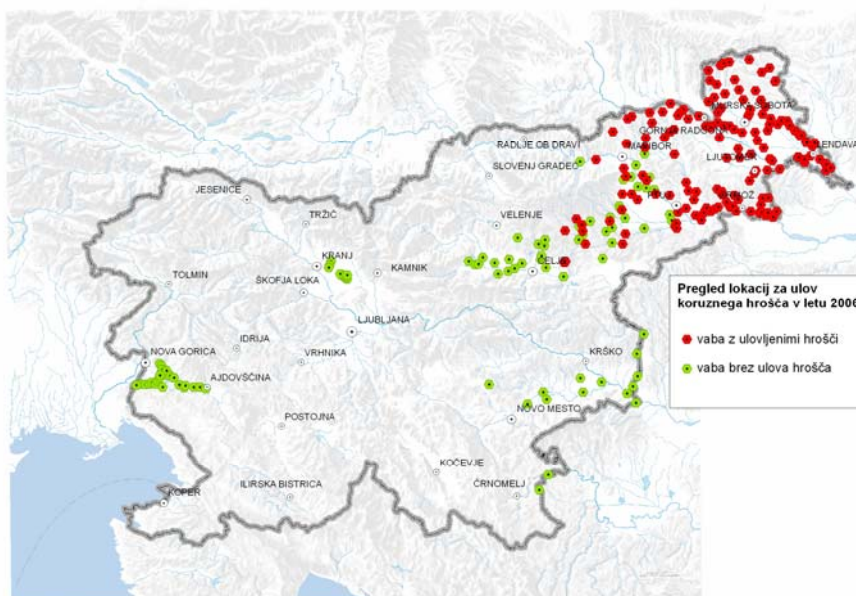 MURSKA SOBOTA
GORNJA RADGONA
LENDAVA
RADLJE OB DRAVI
MARIBOR
LJUTOMER
SLOVENJ GRADEC
JESENICE
PTUJ
ORMOŽ
TRŽIČ
VELENJE
KRANJ
CELJE
TOLMIN
KAMNIK
ŠKOFJA LOKA
Pregled lokacij za ulov
koruznega hrošča v letu 2006
LJUBLJANA
vaba z ulovljenimi hrošči
IDRIJA
NOVA GORICA
VRHNIKA
KRŠKO
vaba brez ulova hrošča
AJDOVŠČINA
POSTOJNA
NOVO MESTO
KOČEVJE
KOPER
ILIRSKA BISTRICA
ČRNOMELJ